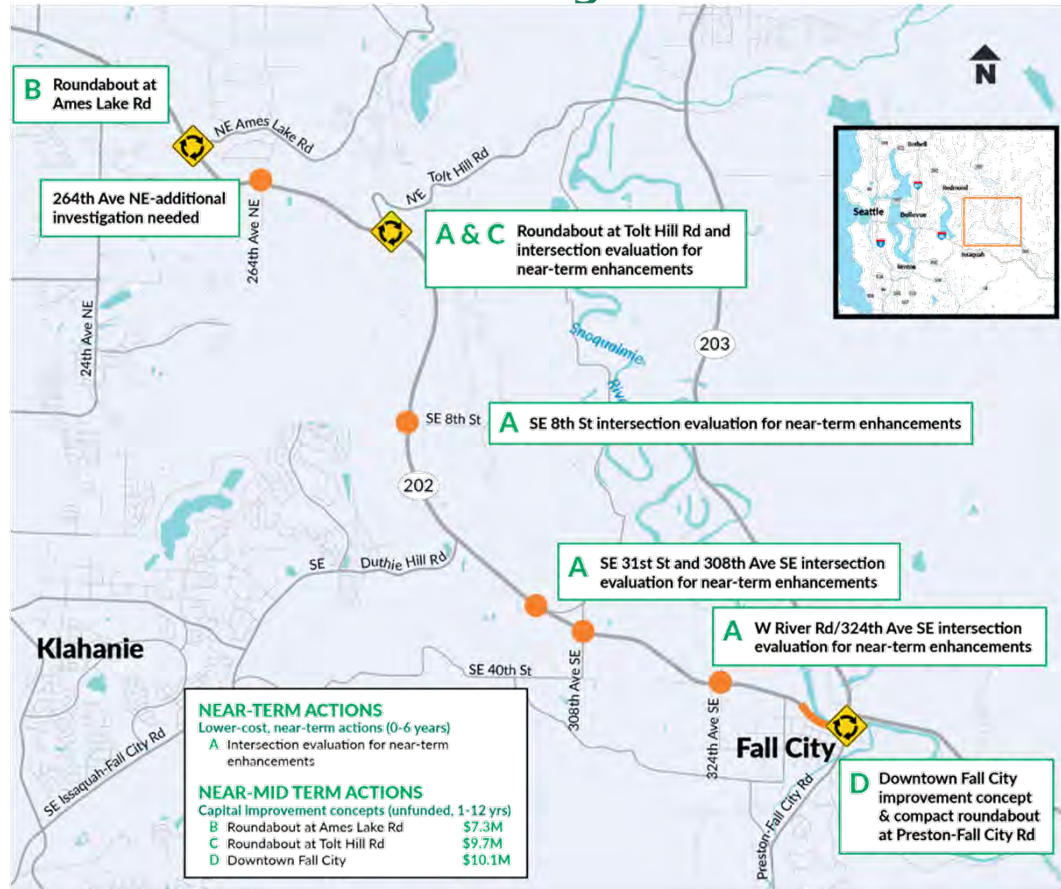 N
B Roundabout at
Ames Lake Rd
NE Ames Lake Rd
NE Tolt Hill Rd
264th Ave NE-additional
investigation needed
264th Ave NE
A & C Roundabout at Tolt Hill Rd and
intersection evaluation for
near-term enhancements
Bothell
Redmond
Seattle
Bellevue
Renton
Issaquah
24th Ave NE
Snoqualmie
River
203
SE 8th St
A SE 8th St intersection evaluation for near-term enhancements
202
SE Duthie Hill Rd
A SE 31st St and 308th Ave SE intersection
evaluation for near-term enhancements
A W River Rd/324th Ave SE intersection
evaluation for near-term enhancements
Klahanie
SE 40th St
308th Ave SE
324th Ave SE
Fall City
SE Issaquah-Fall City Rd
Preston-Fall City Rd
D Downtown Fall City
improvement concept
& compact roundabout
at Preston-Fall City Rd
NEAR-TERM ACTIONS
Lower-cost, near-term actions (0-6 years)
A Intersection evaluation for near-term
enhancements
NEAR-MID TERM ACTIONS
Capital improvement concepts (unfunded, 1-12 yrs)
B Roundabout at Ames Lake Rd $7.3M
C Roundabout at Tolt Hill Rd $9.7M
D Downtown Fall City $10.1M